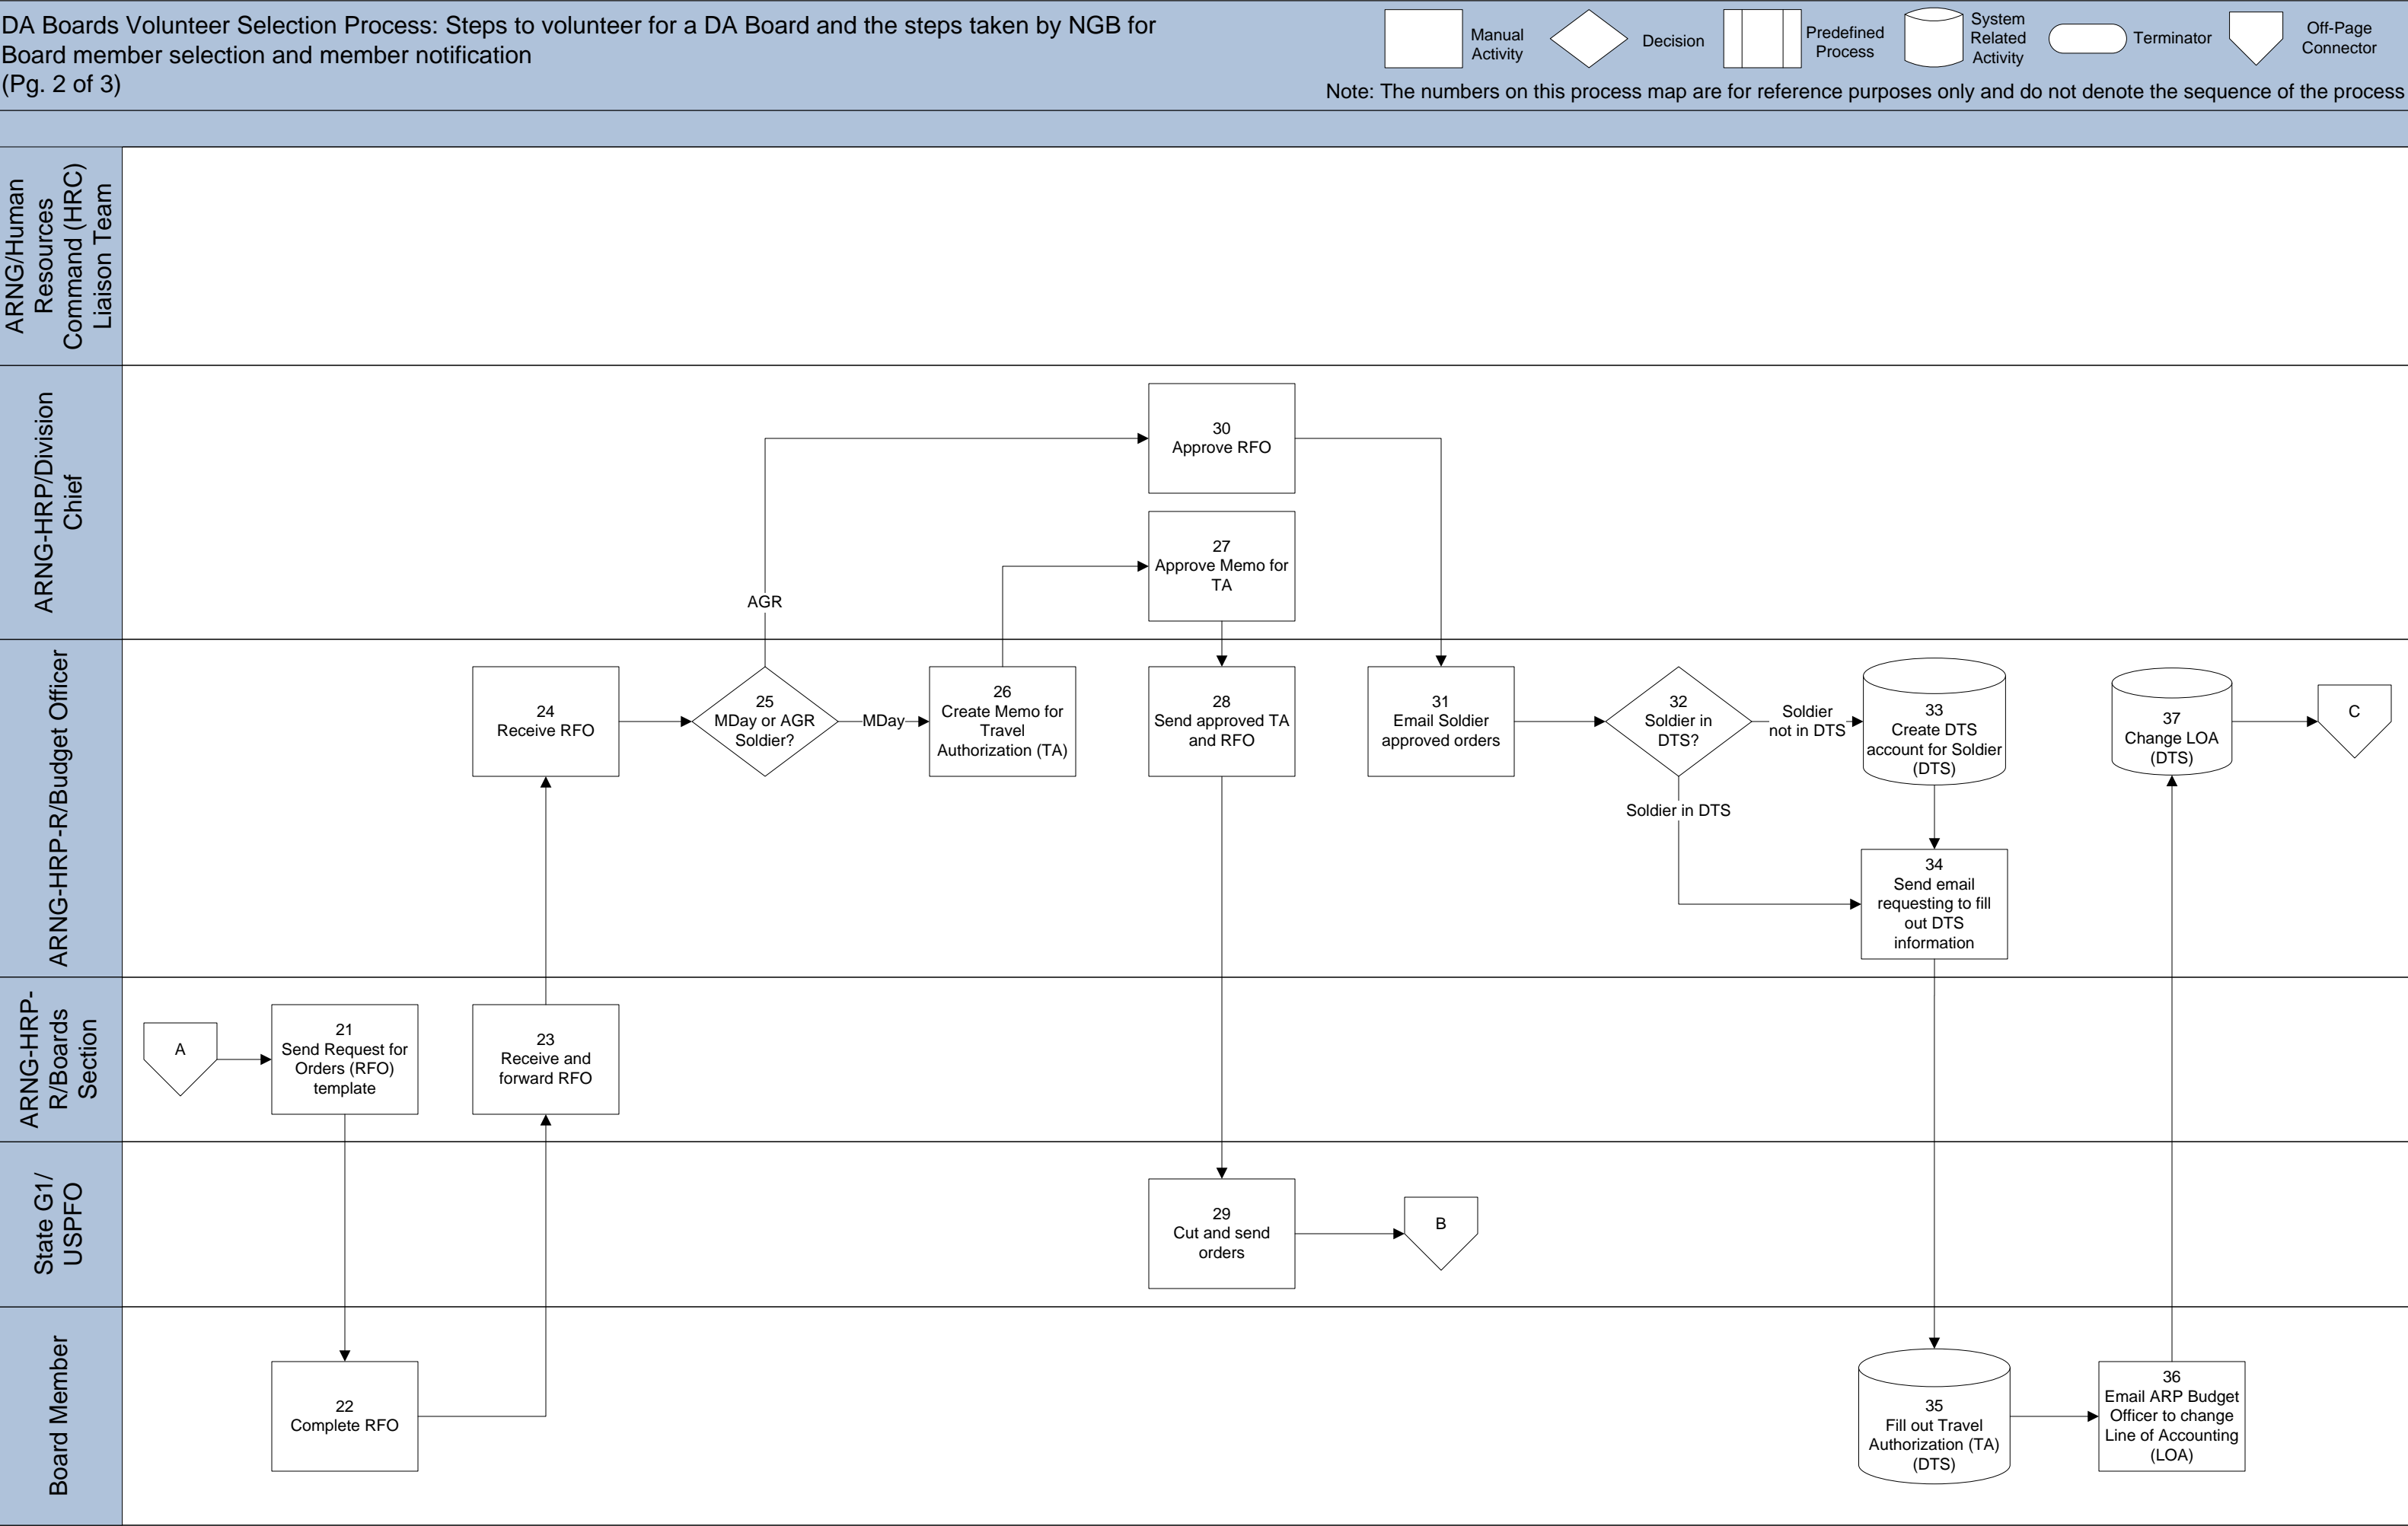 DA Boards Volunteer Selection Process: Steps to volunteer for a DA Board and the steps taken by NGB for
Board member selection and member notification
(Pg. 2 of 3)
Manual
Activity
Decision
Predefined
Process
System
Related
Activity
Terminator
Off-Page
Connector
Note: The numbers on this process map are for reference purposes only and do not denote the sequence of the process
ARNG/Human
Resources
Command (HRC)
Liaison Team
ARNG-HRP/Division
Chief
30
Approve RFO
27
Approve Memo for
TA
AGR
ARNG-HRP-R/Budget Officer
24
Receive RFO
25
MDay or AGR
Soldier?
MDay
26
Create Memo for
Travel
Authorization (TA)
28
Send approved TA
and RFO
31
Email Soldier
approved orders
32
Soldier in
DTS?
Soldier
not in DTS
33
Create DTS
account for Soldier
(DTS)
37
Change LOA
(DTS)
C
Soldier in DTS
34
Send email
requesting to fill
out DTS
information
ARNG-HRP-
R/Boards
Section
A
21
Send Request for
Orders (RFO)
template
23
Receive and
forward RFO
State G1/
USPFO
29
Cut and send
orders
B
Board Member
22
Complete RFO
35
Fill out Travel
Authorization (TA)
(DTS)
36
Email ARP Budget
Officer to change
Line of Accounting
(LOA)